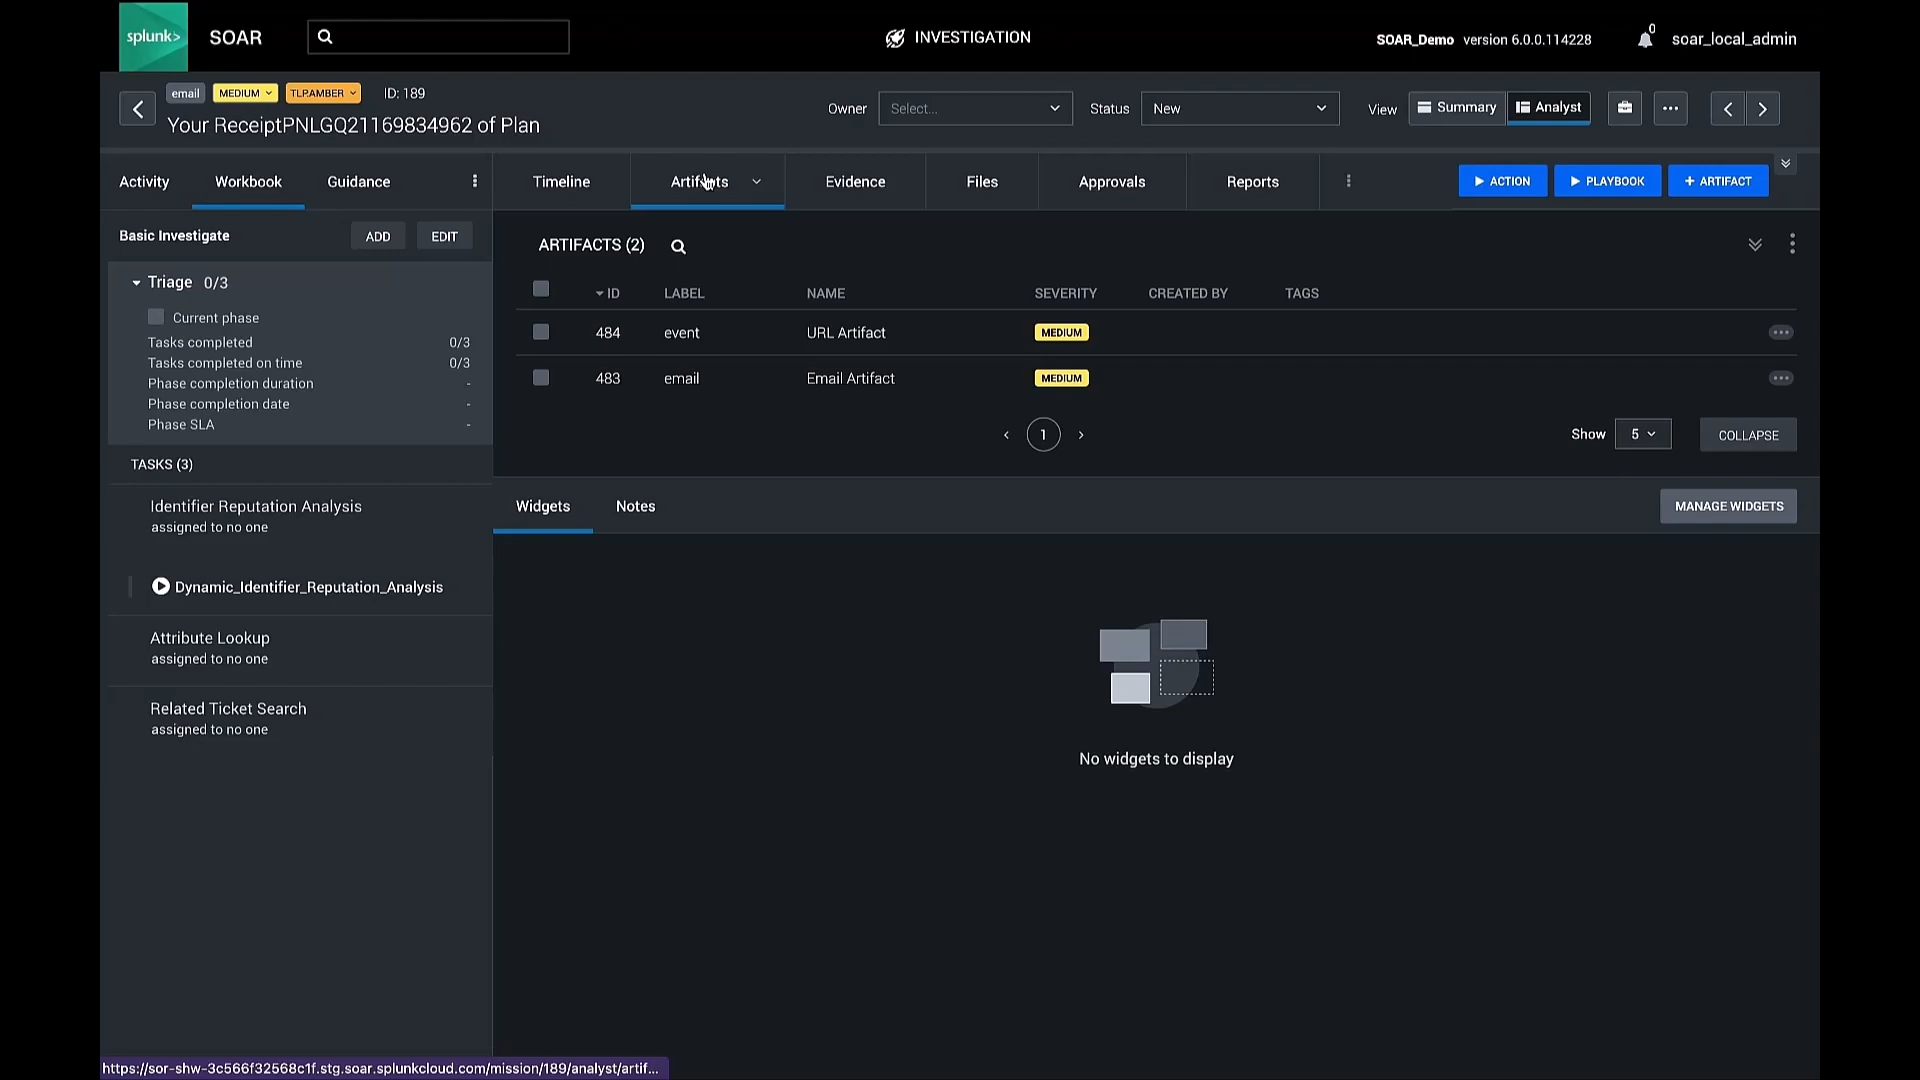 splunk> SOAR
INVESTIGATION
SOAR_Demo version 6.0.0.114228
0
soar_local_admin
email MEDIUM TLP:AMBER ID: 189
Your ReceiptPNLGQ21169834962 of Plan
Owner Select... Status New View Summary Analyst
Activity Workbook Guidance
Timeline Artifacts Evidence Files Approvals Reports
ACTION PLAYBOOK + ARTIFACT
Basic Investigate ADD EDIT
Triage 0/3
Current phase
Tasks completed 0/3
Tasks completed on time 0/3
Phase completion duration -
Phase completion date -
Phase SLA -
TASKS (3)
Identifier Reputation Analysis
assigned to no one
Dynamic_Identifier_Reputation_Analysis
Attribute Lookup
assigned to no one
Related Ticket Search
assigned to no one
ARTIFACTS (2)
ID LABEL NAME SEVERITY CREATED BY TAGS
484 event URL Artifact MEDIUM
483 email Email Artifact MEDIUM
‹ 1 ›
Show 5 COLLAPSE
Widgets Notes MANAGE WIDGETS
No widgets to display
https://sor-shw-3c566f32568c1f.stg.soar.splunkcloud.com/mission/189/analyst/artif...